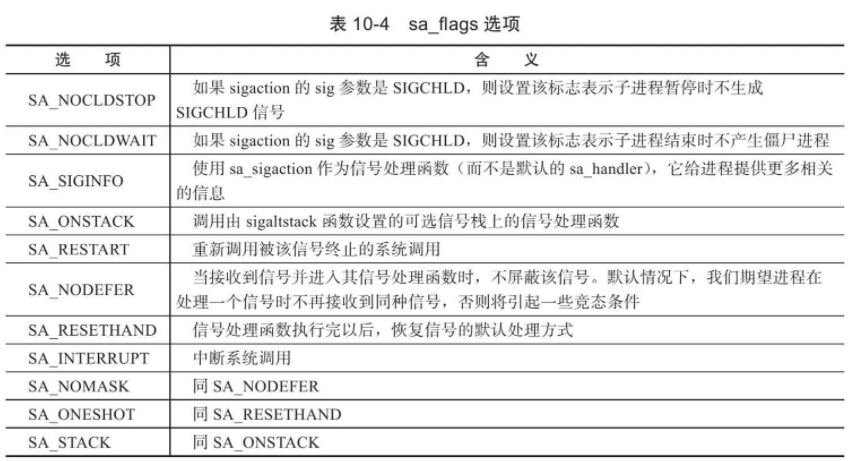 表 10-4 sa_flags 选项
选 项 含 义
SA_NOCLDSTOP 如果 sigaction 的 sig 参数是 SIGCHLD，则设置该标志表示子进程暂停时不生成
SIGCHLD 信号
SA_NOCLDWAIT 如果 sigaction 的 sig 参数是 SIGCHLD，则设置该标志表示子进程结束时不产生僵尸进程
SA_SIGINFO 使用 sa_sigaction 作为信号处理函数（而不是默认的 sa_handler），它给进程提供更多相关
的信息
SA_ONSTACK 调用由 sigaltstack 函数设置的可选信号栈上的信号处理函数
SA_RESTART 重新调用被该信号终止的系统调用
SA_NODEFER 当接收到信号并进入其信号处理函数时，不屏蔽该信号。默认情况下，我们期望进程在
处理一个信号时不再接收到同种信号，否则将引起一些竞态条件
SA_RESETHAND 信号处理函数执行完以后，恢复信号的默认处理方式
SA_INTERRUPT 中断系统调用
SA_NOMASK 同 SA_NODEFER
SA_ONESHOT 同 SA_RESETHAND
SA_STACK 同 SA_ONSTACK